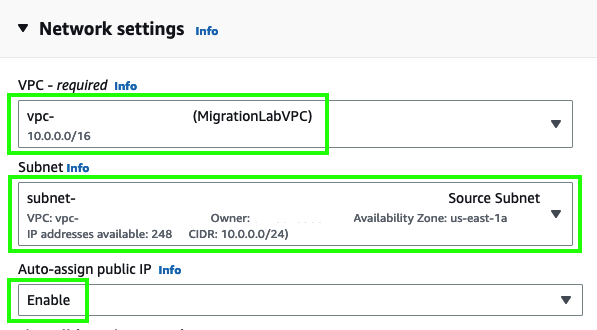 Network settings Info
VPC - required Info
vpc- (MigrationLabVPC)
10.0.0.0/16
Subnet Info
subnet- Source Subnet
VPC: vpc- Owner: Availability Zone: us-east-1a
IP addresses available: 248 CIDR: 10.0.0.0/24)
Auto-assign public IP Info
Enable